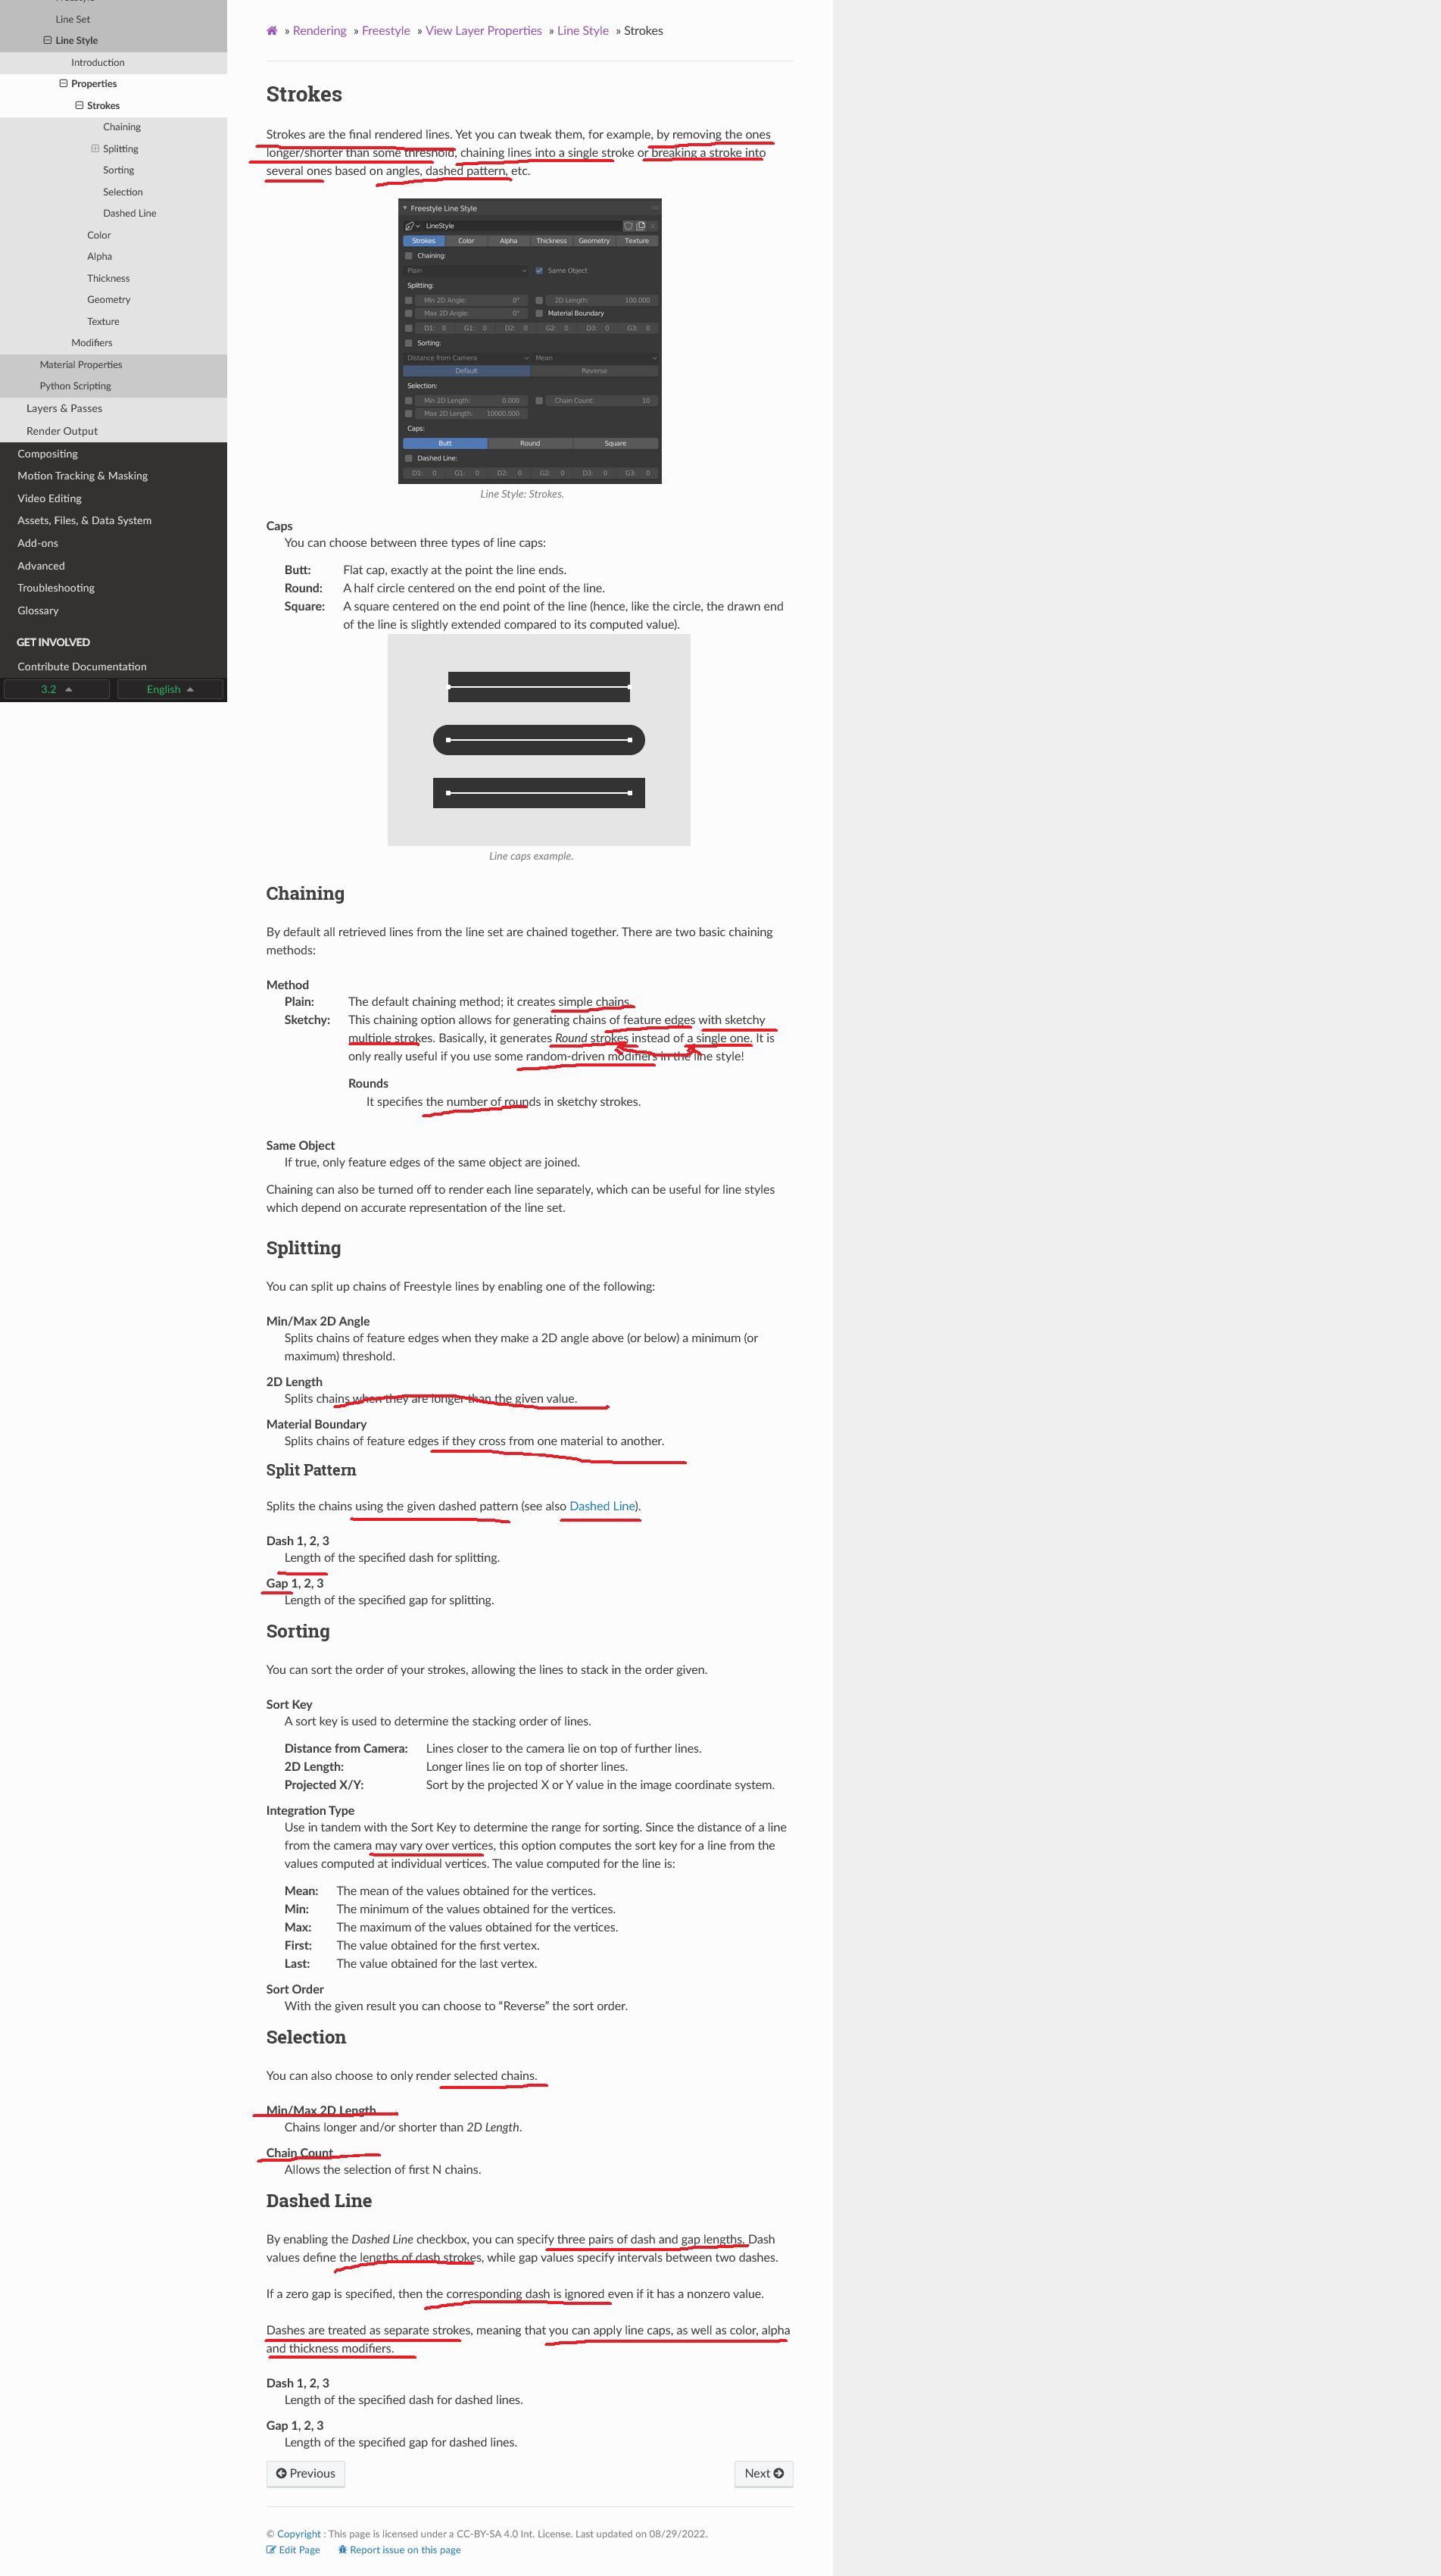 Line Set
Line Style
Introduction
Properties
Strokes
Chaining
Splitting
Sorting
Selection
Dashed Line
Color
Alpha
Thickness
Geometry
Texture
Modifiers
Material Properties
Python Scripting
Layers & Passes
Render Output
Compositing
Motion Tracking & Masking
Video Editing
Assets, Files, & Data System
Add-ons
Advanced
Troubleshooting
Glossary
GET INVOLVED
Contribute Documentation
3.2 English
» Rendering » Freestyle » View Layer Properties » Line Style » Strokes
Strokes
Strokes are the final rendered lines. Yet you can tweak them, for example, by removing the ones
longer/shorter than some threshold, chaining lines into a single stroke or breaking a stroke into
several ones based on angles, dashed pattern, etc.
Freestyle Line Style
LineStyle
Strokes Color Alpha Thickness Geometry Texture
Chaining:
Plain Same Object
Splitting:
Min 2D Angle: 0° 2D Length: 100.000
Max 2D Angle: 0° Material Boundary
D1: 0 G1: 0 D2: 0 G2: 0 D3: 0 G3: 0
Sorting:
Distance from Camera Mean
Default Reverse
Selection:
Min 2D Length: 0.000 Chain Count: 10
Max 2D Length: 10000.000
Caps:
Butt Round Square
Dashed Line:
D1: 0 G1: 0 D2: 0 G2: 0 D3: 0 G3: 0
Line Style: Strokes.
Caps
You can choose between three types of line caps:
Butt: Flat cap, exactly at the point the line ends.
Round: A half circle centered on the end point of the line.
Square: A square centered on the end point of the line (hence, like the circle, the drawn end
of the line is slightly extended compared to its computed value).
Line caps example.
Chaining
By default all retrieved lines from the line set are chained together. There are two basic chaining
methods:
Method
Plain: The default chaining method; it creates simple chains.
Sketchy: This chaining option allows for generating chains of feature edges with sketchy
multiple strokes. Basically, it generates Round strokes instead of a single one. It is
only really useful if you use some random-driven modifiers in the line style!
Rounds
It specifies the number of rounds in sketchy strokes.
Same Object
If true, only feature edges of the same object are joined.
Chaining can also be turned off to render each line separately, which can be useful for line styles
which depend on accurate representation of the line set.
Splitting
You can split up chains of Freestyle lines by enabling one of the following:
Min/Max 2D Angle
Splits chains of feature edges when they make a 2D angle above (or below) a minimum (or
maximum) threshold.
2D Length
Splits chains when they are longer than the given value.
Material Boundary
Splits chains of feature edges if they cross from one material to another.
Split Pattern
Splits the chains using the given dashed pattern (see also Dashed Line).
Dash 1, 2, 3
Length of the specified dash for splitting.
Gap 1, 2, 3
Length of the specified gap for splitting.
Sorting
You can sort the order of your strokes, allowing the lines to stack in the order given.
Sort Key
A sort key is used to determine the stacking order of lines.
Distance from Camera: Lines closer to the camera lie on top of further lines.
2D Length: Longer lines lie on top of shorter lines.
Projected X/Y: Sort by the projected X or Y value in the image coordinate system.
Integration Type
Use in tandem with the Sort Key to determine the range for sorting. Since the distance of a line
from the camera may vary over vertices, this option computes the sort key for a line from the
values computed at individual vertices. The value computed for the line is:
Mean: The mean of the values obtained for the vertices.
Min: The minimum of the values obtained for the vertices.
Max: The maximum of the values obtained for the vertices.
First: The value obtained for the first vertex.
Last: The value obtained for the last vertex.
Sort Order
With the given result you can choose to “Reverse” the sort order.
Selection
You can also choose to only render selected chains.
Min/Max 2D Length
Chains longer and/or shorter than 2D Length.
Chain Count
Allows the selection of first N chains.
Dashed Line
By enabling the Dashed Line checkbox, you can specify three pairs of dash and gap lengths. Dash
values define the lengths of dash strokes, while gap values specify intervals between two dashes.
If a zero gap is specified, then the corresponding dash is ignored even if it has a nonzero value.
Dashes are treated as separate strokes, meaning that you can apply line caps, as well as color, alpha
and thickness modifiers.
Dash 1, 2, 3
Length of the specified dash for dashed lines.
Gap 1, 2, 3
Length of the specified gap for dashed lines.
Previous Next
© Copyright : This page is licensed under a CC-BY-SA 4.0 Int. License. Last updated on 08/29/2022.
Edit Page Report issue on this page